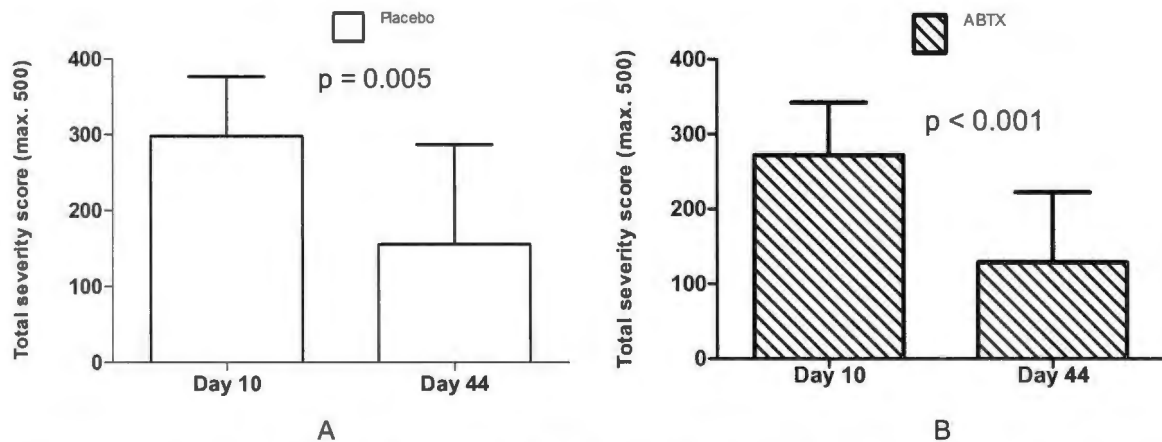 Placebo
Total severity score (max. 500)
400
300
200
100
0
p = 0.005
Day 10
Day 44
A
ABTX
Total severity score (max. 500)
400
300
200
100
0
p < 0.001
Day 10
Day 44
B